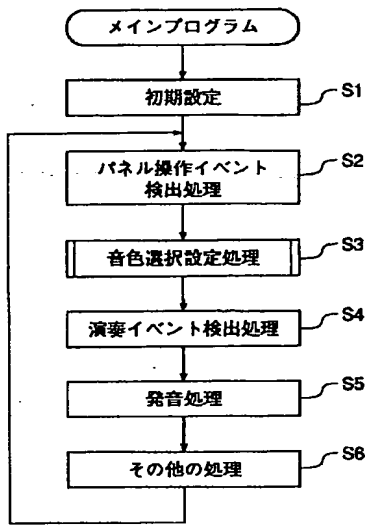 メインプログラム
初期設定
S1
パネル操作イベント
検出処理
S2
音色選択設定処理
S3
演奏イベント検出処理
S4
発音処理
S5
その他の処理
S6